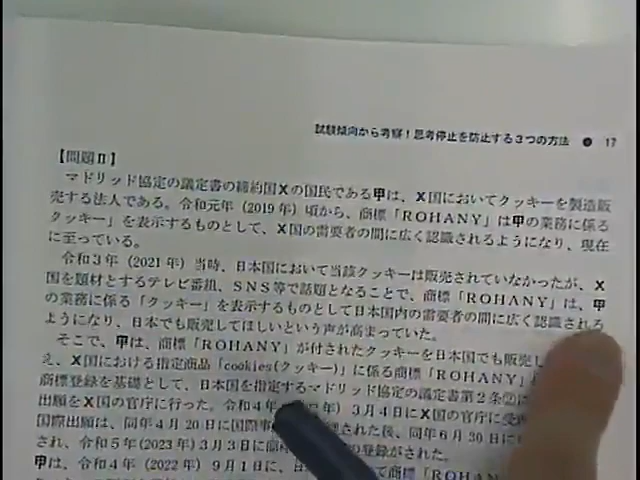 試験傾向から考察！思考停止を防止する3つの方法 ● 17
【問題Ⅱ】
マドリッド協定の議定書の締約国Xの国民である甲は、X国においてクッキーを製造販
売する法人である。令和元年（2019年）頃から、商標「ROHANY」は甲の業務に係る
クッキー」を表示するものとして、X国の需要者の間に広く認識されるようになり、現在
に至っている。
令和3年（2021年）当時、日本国において当該クッキーは販売されていなかったが、X
国を題材とするテレビ番組、SNS等で話題となることで、商標「ROHANY」は、甲
の業務に係る「クッキー」を表示するものとして日本国内の需要者の間に広く認識される
ようになり、日本でも販売してほしいという声が高まっていた。
そこで、甲は、商標「ROHANY」が付されたクッキーを日本国でも販売し
え、X国における指定商品「cookies(クッキー)」に係る商標「ROHANY」
商標登録を基礎として、日本国を指定するマドリッド協定の議定書第2条(2)に
出願をX国の官庁に行った。令和4年 3月4日にX国の官庁に受
国際出願は、同年4月20日に国際事 された後、同年6月30日に
され、令和5年（2023年）3月3日に商 の登録がされた。
甲は、令和4年（2022年）9月1日に、日 て商標「ROHANY